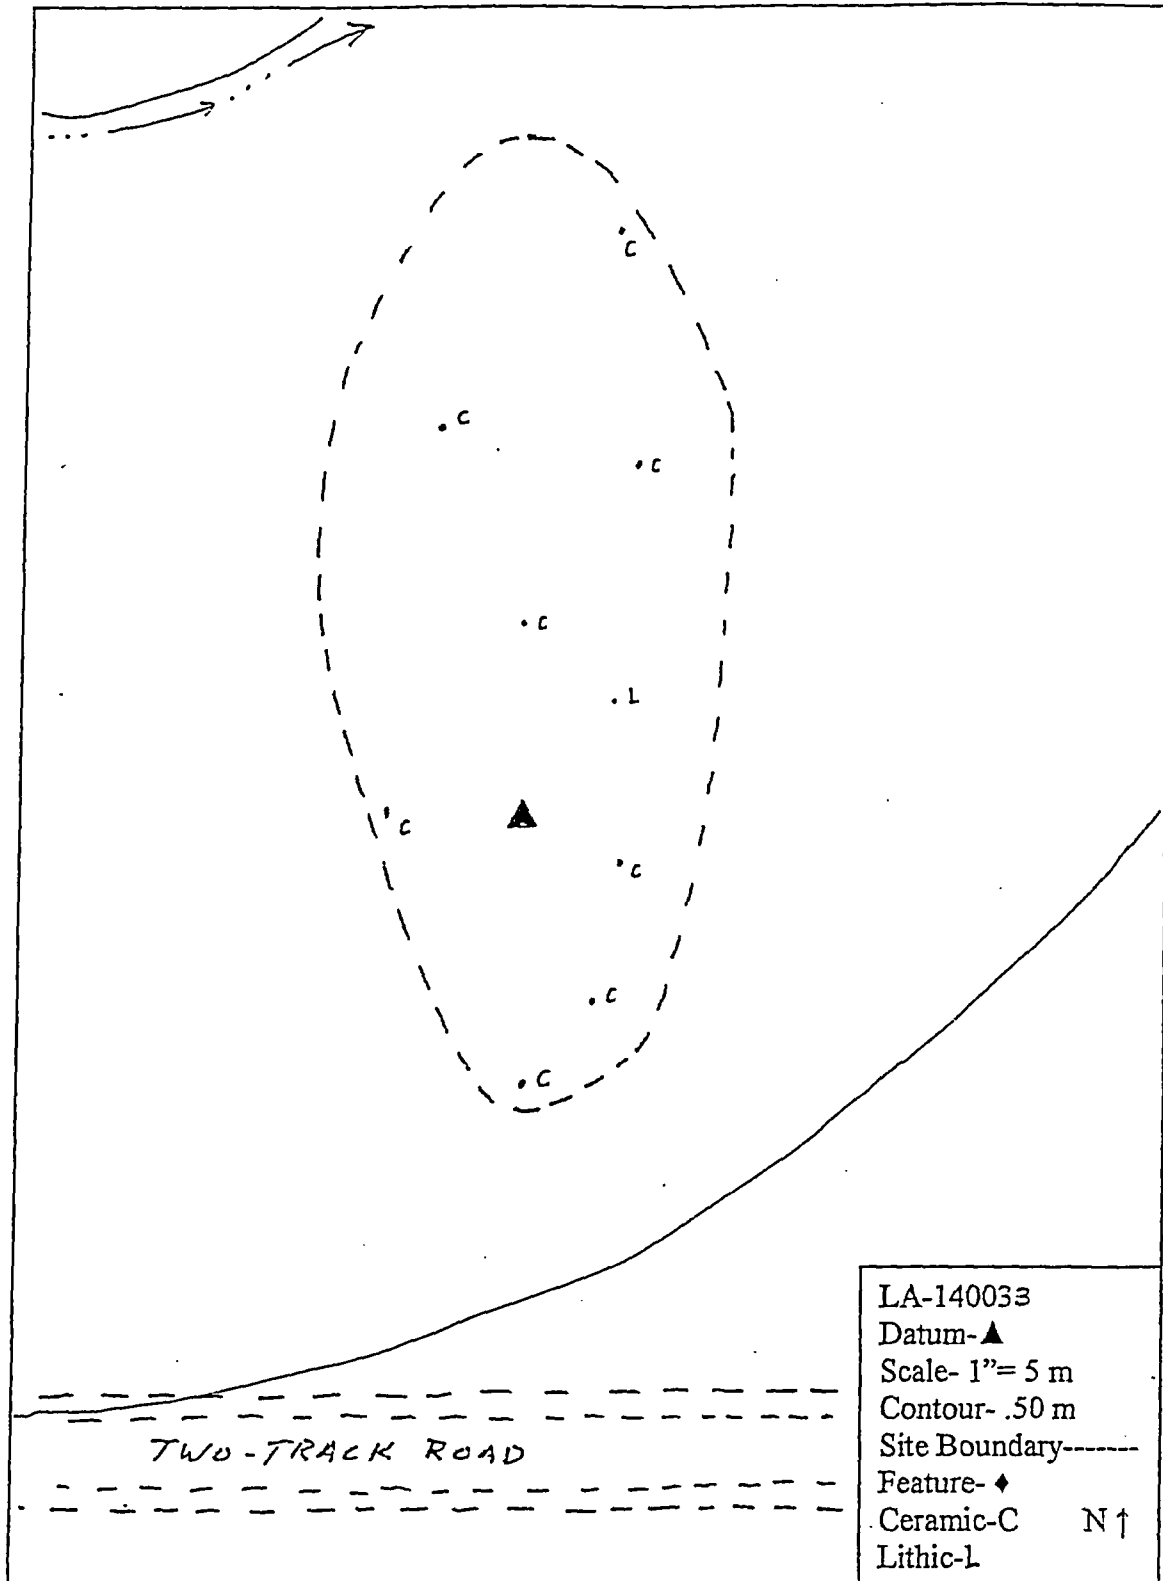 C
C
C
C
L
C
C
C
C
TWO-TRACK ROAD
LA-140033
Datum-▲
Scale- 1”= 5 m
Contour- .50 m
Site Boundary-------
Feature- ♦
Ceramic-C N ↑
Lithic-L